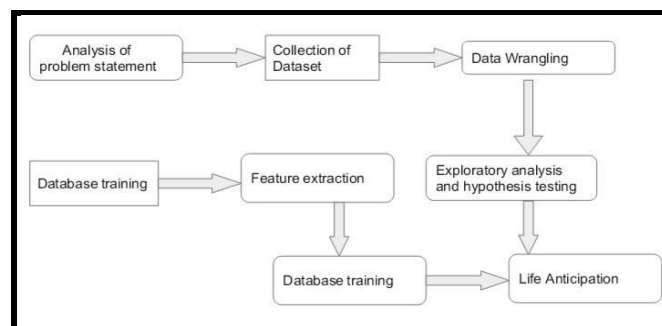 Analysis of
problem statement
Collection of
Dataset
Data Wrangling
Database training
Feature extraction
Exploratory analysis
and hypothesis testing
Database training
Life Anticipation